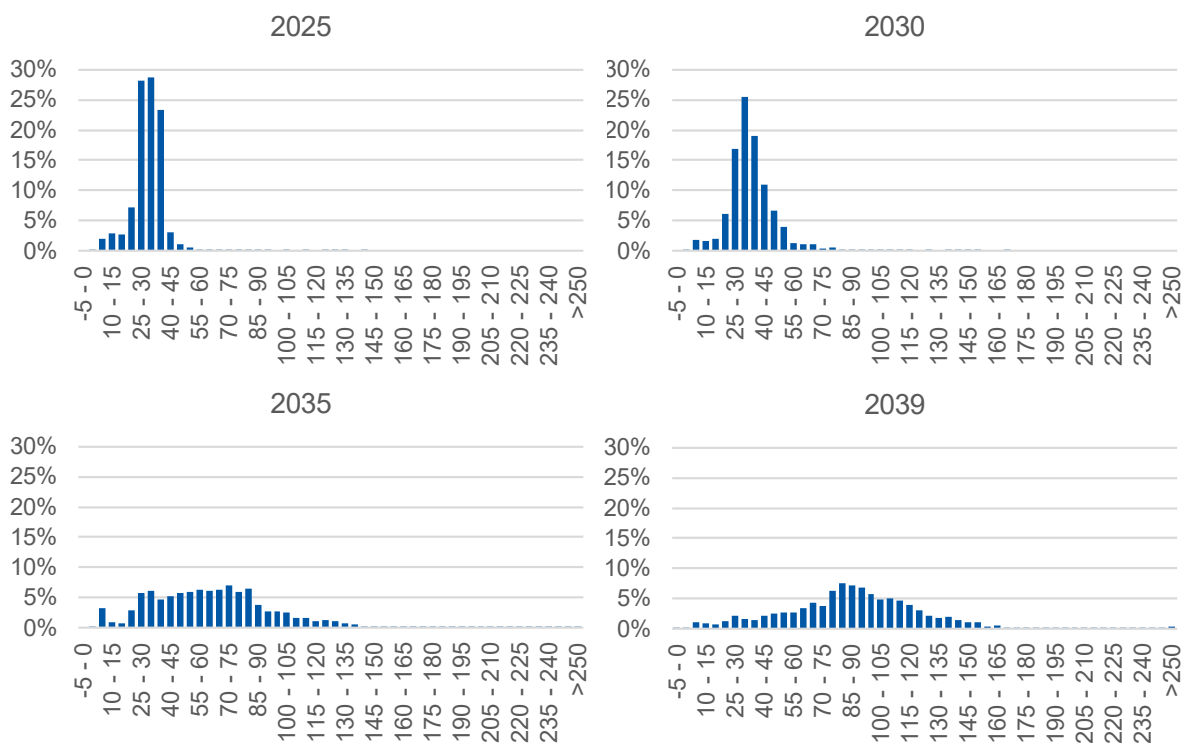 2025
30%
25%
20%
15%
10%
5%
0%
-5 - 0
10 - 15
25 - 30
40 - 45
55 - 60
70 - 75
85 - 90
100 - 105
115 - 120
130 - 135
145 - 150
160 - 165
175 - 180
190 - 195
205 - 210
220 - 225
235 - 240
>250
2030
30%
25%
20%
15%
10%
5%
0%
-5 - 0
10 - 15
25 - 30
40 - 45
55 - 60
70 - 75
85 - 90
100 - 105
115 - 120
130 - 135
145 - 150
160 - 165
175 - 180
190 - 195
205 - 210
220 - 225
235 - 240
>250
2035
30%
25%
20%
15%
10%
5%
0%
-5 - 0
10 - 15
25 - 30
40 - 45
55 - 60
70 - 75
85 - 90
100 - 105
115 - 120
130 - 135
145 - 150
160 - 165
175 - 180
190 - 195
205 - 210
220 - 225
235 - 240
>250
2039
30%
25%
20%
15%
10%
5%
0%
-5 - 0
10 - 15
25 - 30
40 - 45
55 - 60
70 - 75
85 - 90
100 - 105
115 - 120
130 - 135
145 - 150
160 - 165
175 - 180
190 - 195
205 - 210
220 - 225
235 - 240
>250